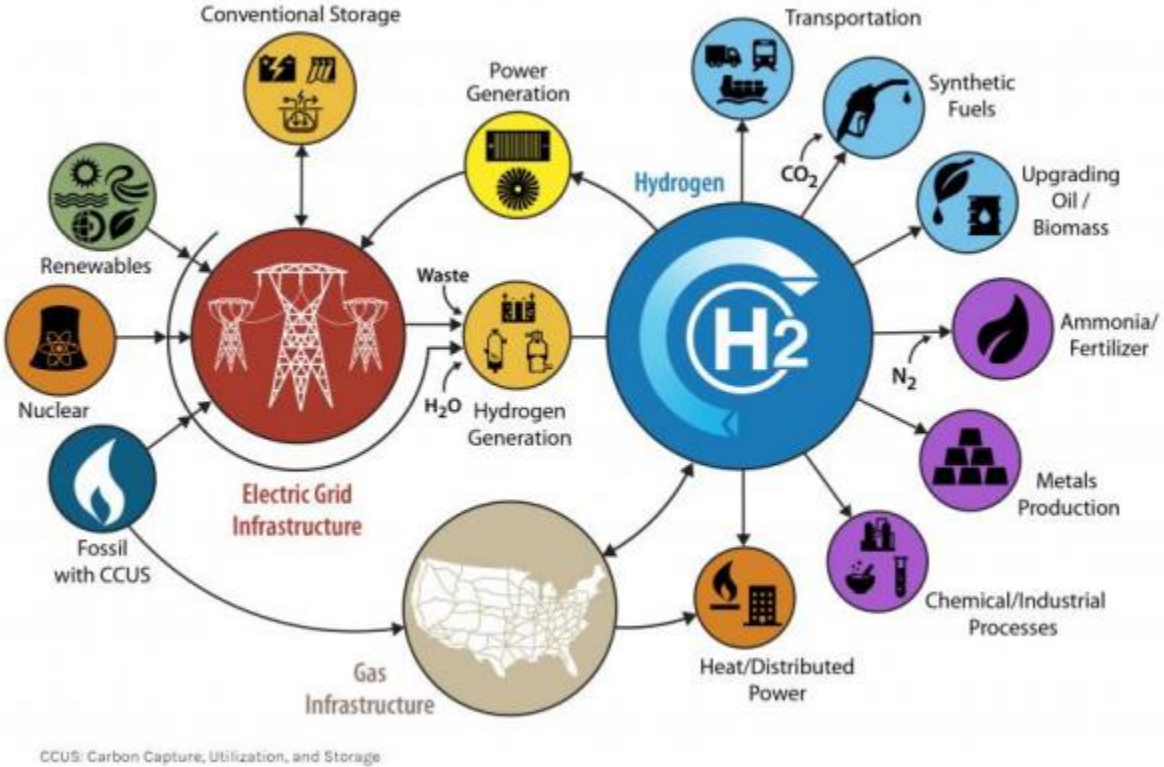 Conventional Storage
Transportation
Power
Generation
Synthetic
Fuels
CO₂
Hydrogen
Upgrading
Oil /
Biomass
Renewables
Waste
H2
Ammonia/
Fertilizer
N₂
Nuclear
H₂O
Hydrogen
Generation
Electric Grid
Infrastructure
Metals
Production
Fossil
with CCUS
Chemical/Industrial
Processes
Gas
Infrastructure
Heat/Distributed
Power
CCUS: Carbon Capture, Utilization, and Storage